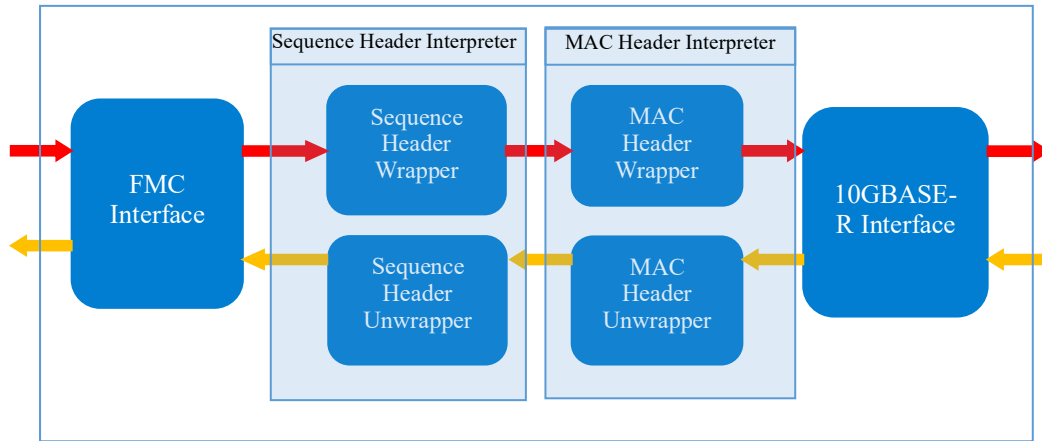 Sequence Header Interpreter
MAC Header Interpreter
FMC
Interface
Sequence
Header
Wrapper
MAC
Header
Wrapper
10GBASE-
R Interface
Sequence
Header
Unwrapper
MAC
Header
Unwrapper